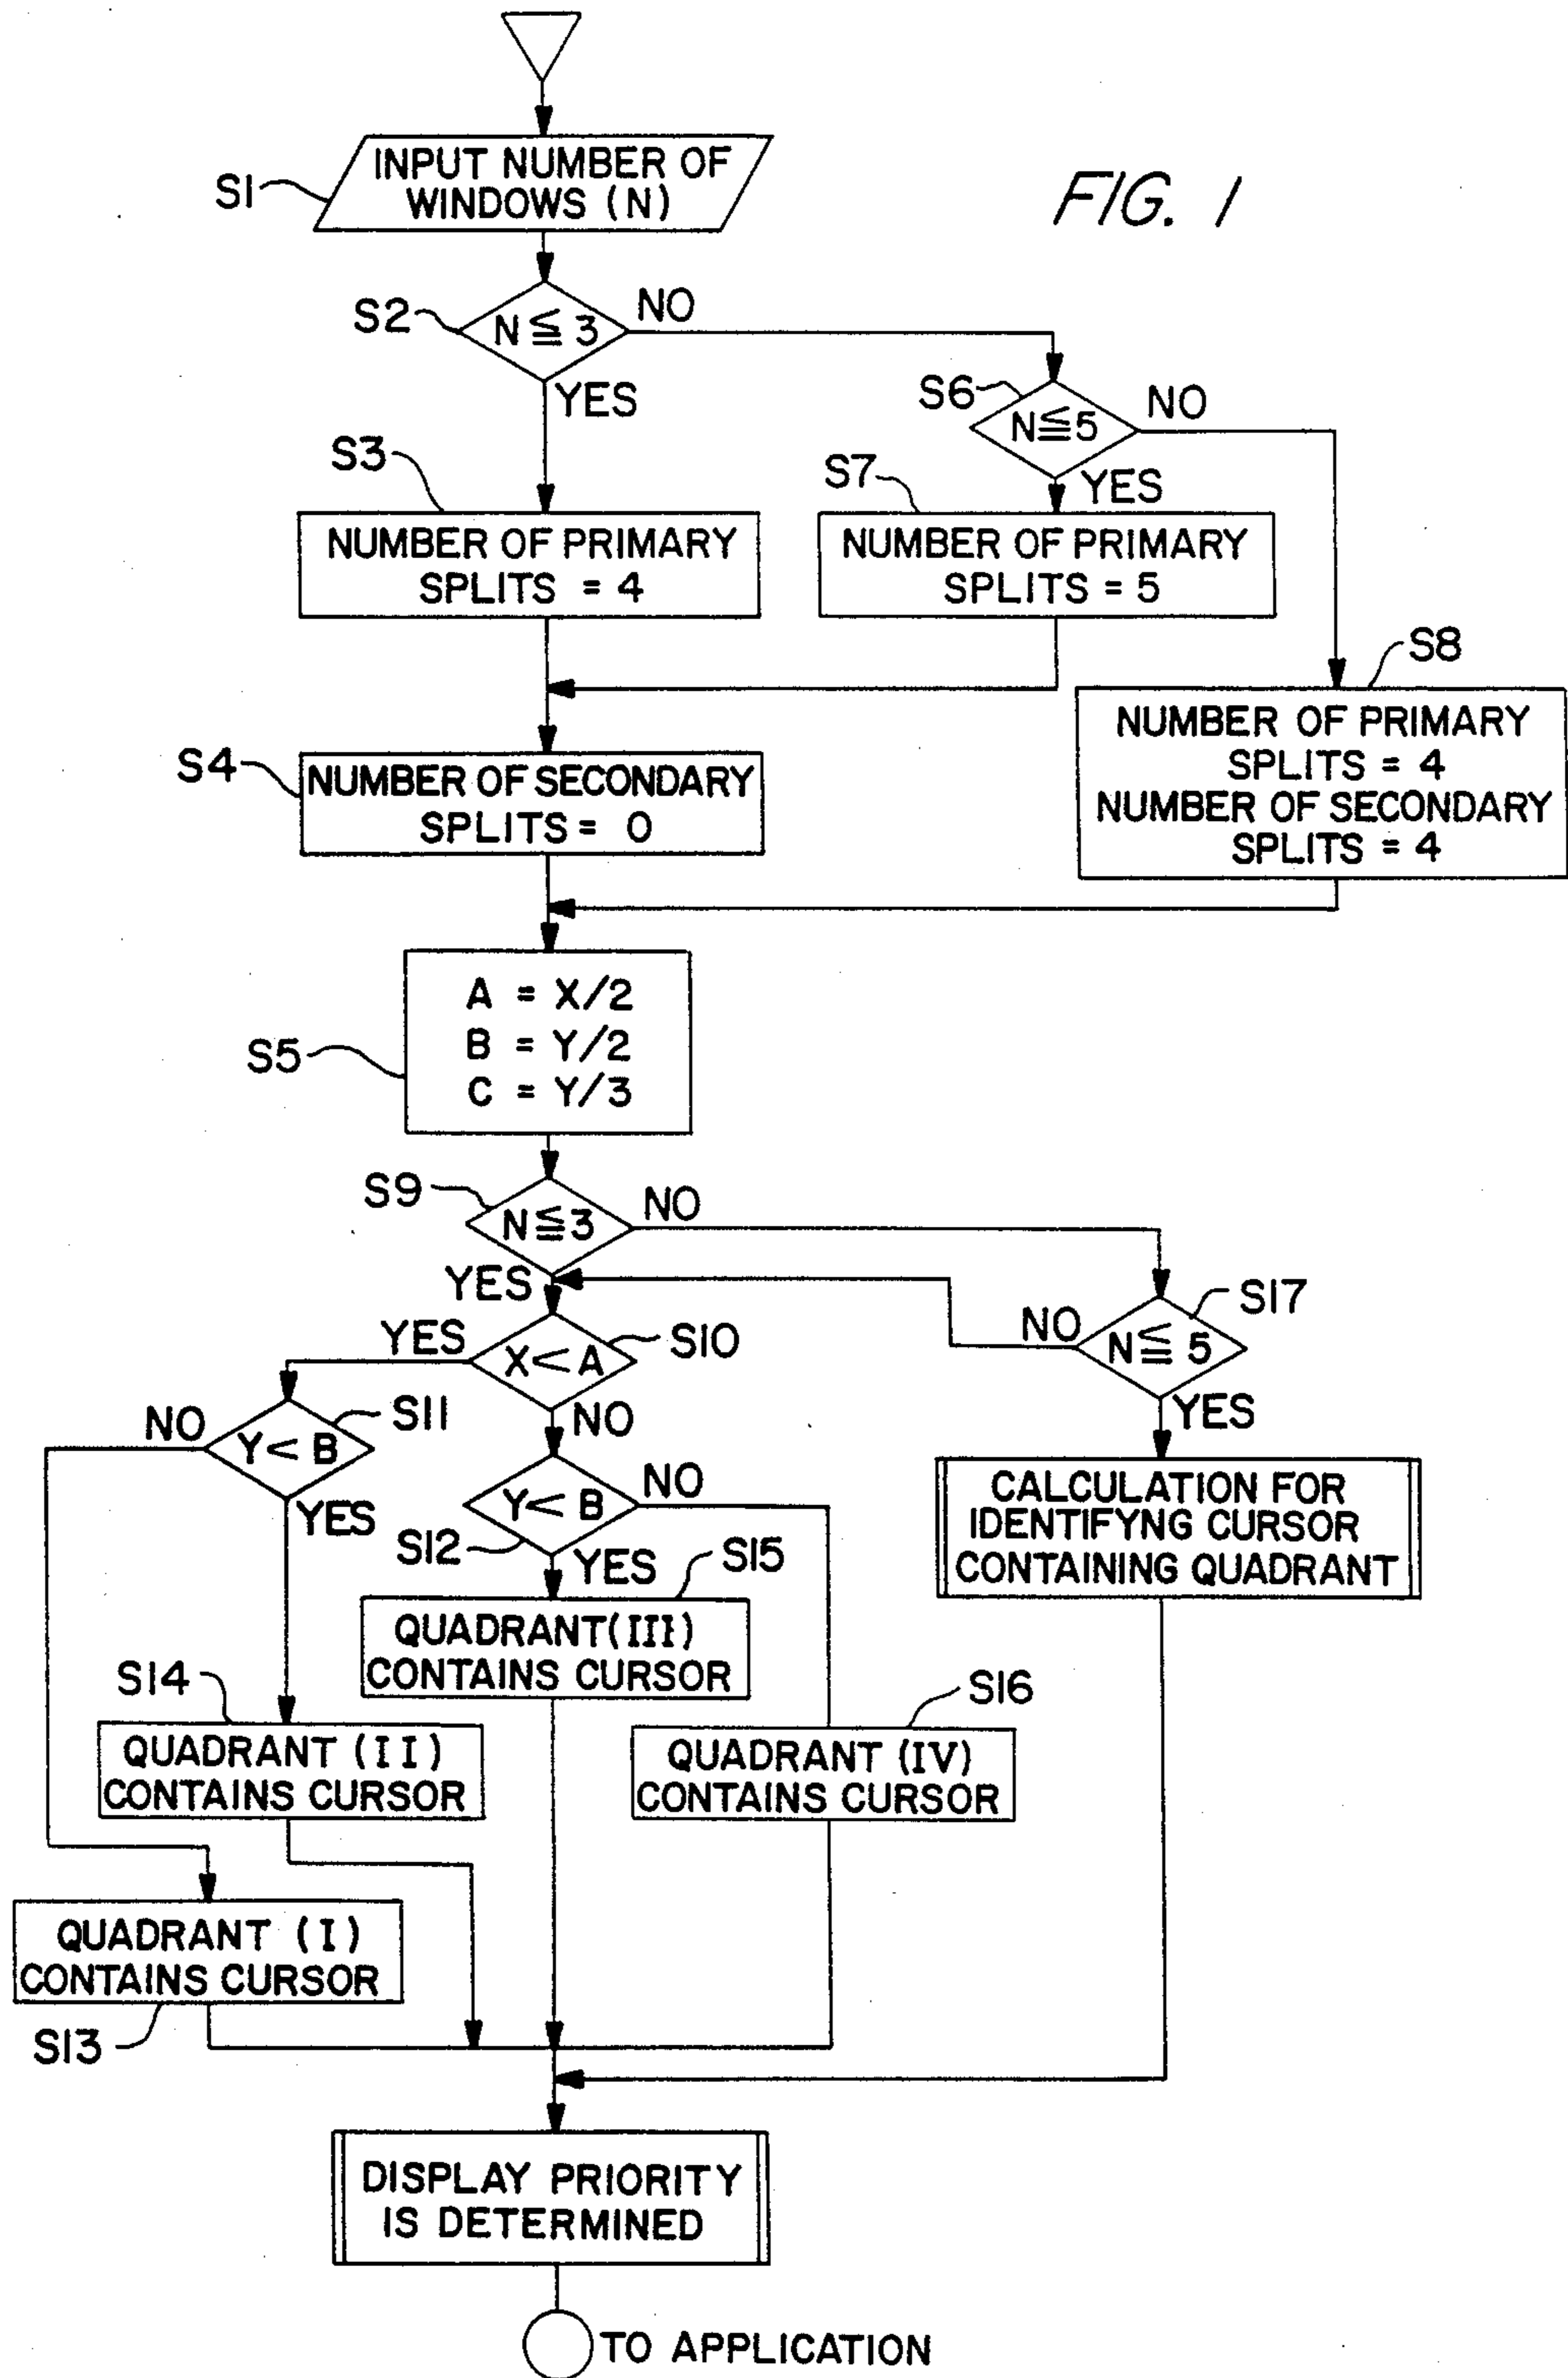 FIG. 1
S1
INPUT NUMBER OF
WINDOWS (N)
S2
N ≦ 3
NO
YES
S6
N ≦ 5
NO
YES
S3
NUMBER OF PRIMARY
SPLITS = 4
S7
NUMBER OF PRIMARY
SPLITS = 5
S8
NUMBER OF PRIMARY
SPLITS = 4
NUMBER OF SECONDARY
SPLITS = 4
S4
NUMBER OF SECONDARY
SPLITS = 0
S5
A = X/2
B = Y/2
C = Y/3
S9
N ≦ 3
NO
YES
S17
N ≦ 5
NO
YES
S10
X < A
YES
NO
S11
Y < B
NO
YES
S12
Y < B
NO
YES
CALCULATION FOR
IDENTIFYNG CURSOR
CONTAINING QUADRANT
S15
QUADRANT (III)
CONTAINS CURSOR
S14
QUADRANT (II)
CONTAINS CURSOR
S16
QUADRANT (IV)
CONTAINS CURSOR
QUADRANT (I)
CONTAINS CURSOR
S13
DISPLAY PRIORITY
IS DETERMINED
TO APPLICATION